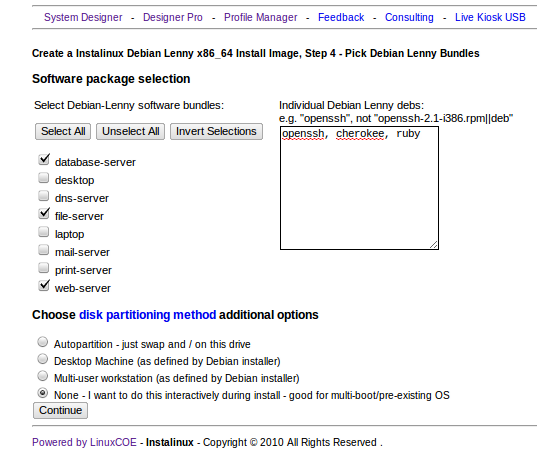 System Designer - Designer Pro - Profile Manager - Feedback - Consulting - Live Kiosk USB
Create a Instalinux Debian Lenny x86_64 Install Image, Step 4 - Pick Debian Lenny Bundles
Software package selection
Select Debian-Lenny software bundles:
Select All Unselect All Invert Selections
database-server
desktop
dns-server
file-server
laptop
mail-server
print-server
web-server
Individual Debian Lenny debs:
e.g. "openssh", not "openssh-2.1-i386.rpm||deb"
openssh, cherokee, ruby
Choose disk partitioning method additional options
Autopartition - just swap and / on this drive
Desktop Machine (as defined by Debian installer)
Multi-user workstation (as defined by Debian installer)
None - I want to do this interactively during install - good for multi-boot/pre-existing OS
Continue
Powered by LinuxCOE - Instalinux - Copyright © 2010 All Rights Reserved .